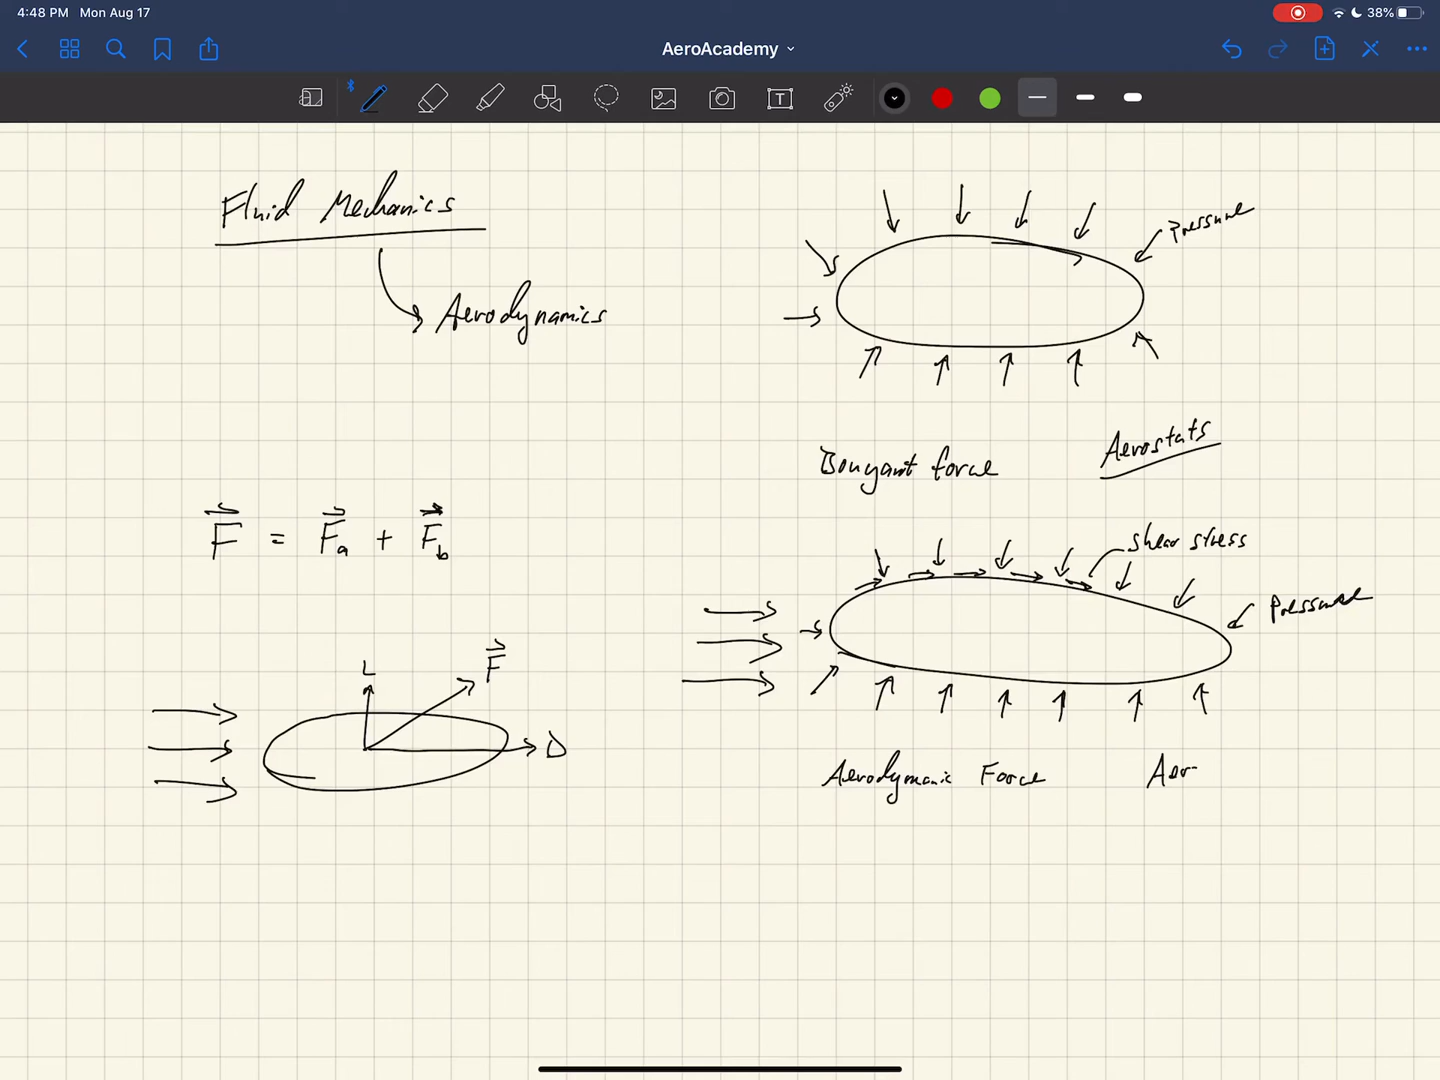 4:48 PM Mon Aug 17
38%
AeroAcademy
T
Fluid Mechanics
Aerodynamics
Pressure
Bouyant force
Aerostats
F = Fa + Fb
shear stress
Pressure
L
F
D
Aerodymanic Force
Aer